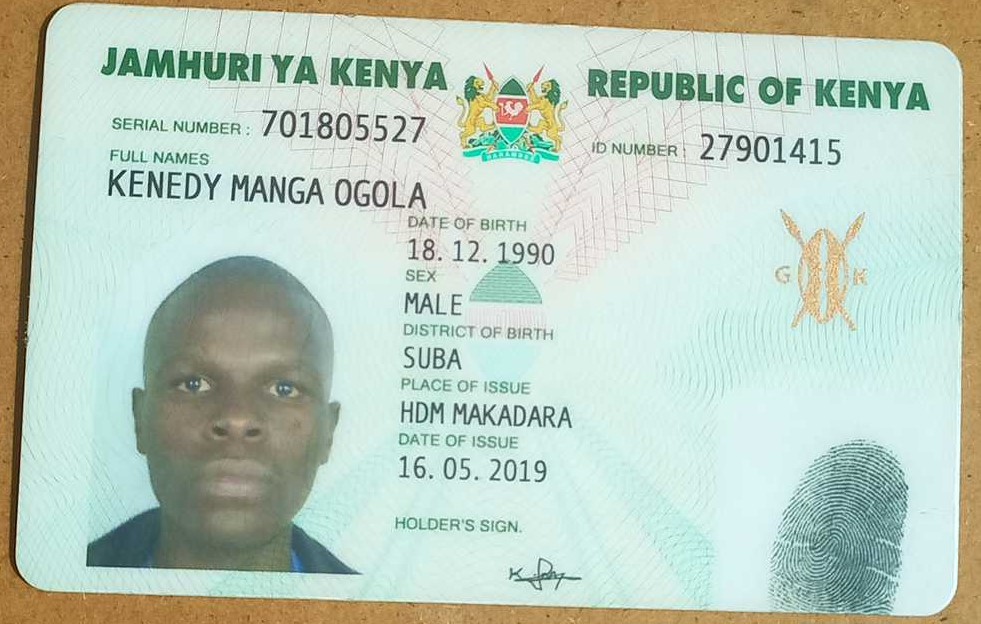 JAMHURI YA KENYA
REPUBLIC OF KENYA
SERIAL NUMBER: 701805527
ID NUMBER: 27901415
FULL NAMES
KENEDY MANGA OGOLA
DATE OF BIRTH
18. 12. 1990
SEX
MALE
DISTRICT OF BIRTH
SUBA
PLACE OF ISSUE
HDM MAKADARA
DATE OF ISSUE
16. 05. 2019
HOLDER'S SIGN.
HARAMBEE
G K